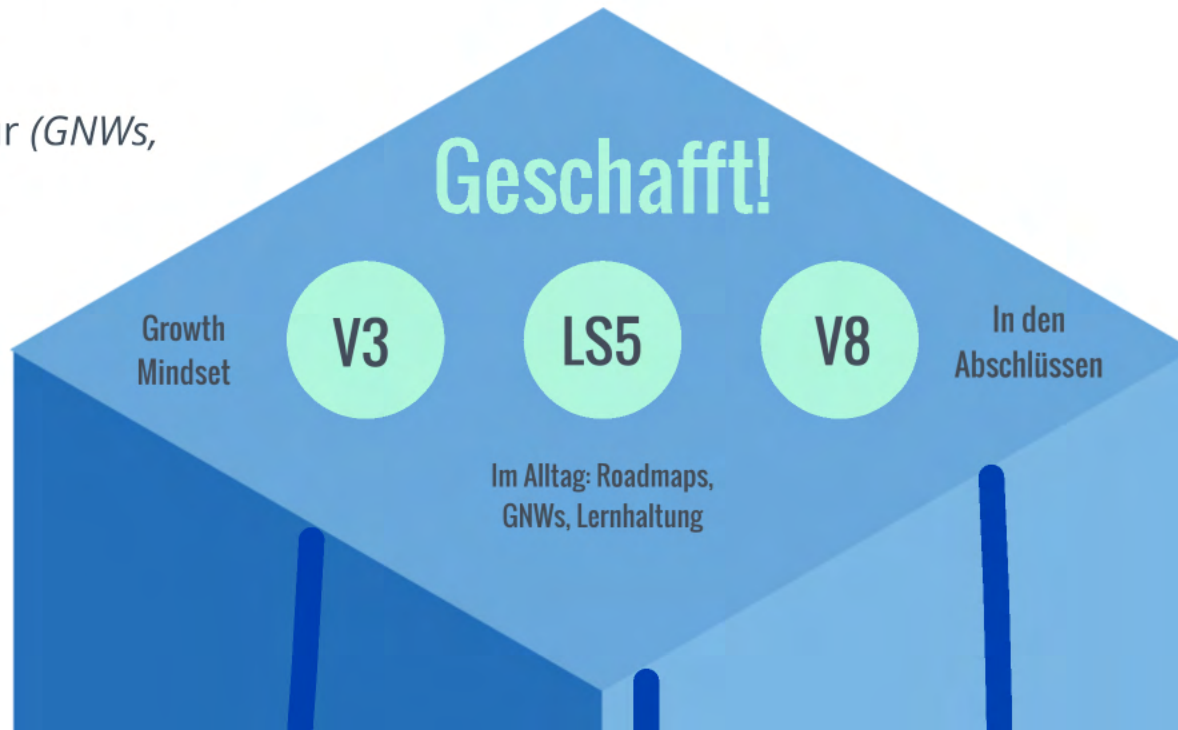 r (GNWs,
Geschafft!
Growth
Mindset
V3
LS5
V8
In den
Abschlüssen
Im Alltag: Roadmaps,
GNWs, Lernhaltung